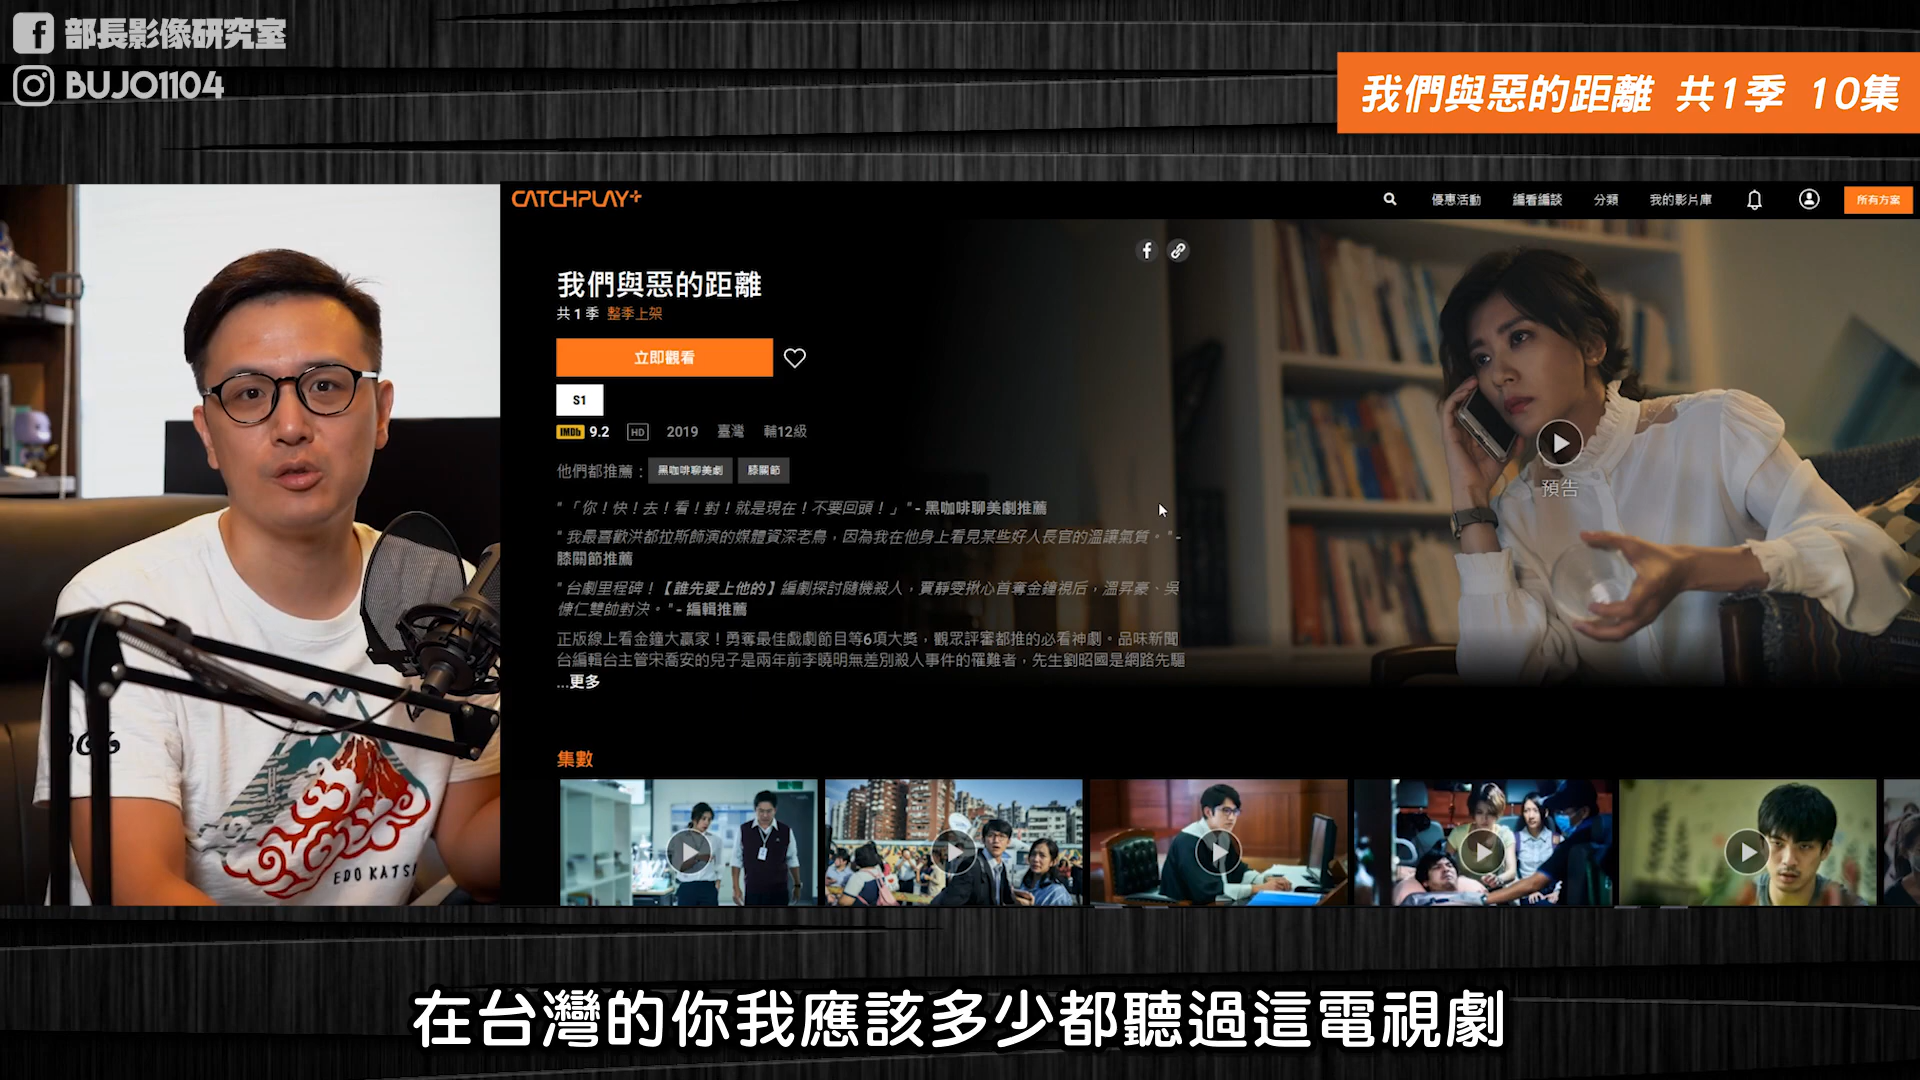 部長影像研究室
BUJO1104
我們與惡的距離 共1季 10集
CATCHPLAY+
優惠活動 編看編談 分類 我的影片庫 所有方案
我們與惡的距離
共 1 季 整季上架
立即觀看
S1
IMDb 9.2 HD 2019 臺灣 輔12級
他們都推薦： 黑咖啡聊美劇 膝關節
"「你！快！去！看！對！就是現在！不要回頭！」" - 黑咖啡聊美劇推薦
"我最喜歡洪都拉斯飾演的媒體資深老鳥，因為我在他身上看見某些好人長官的溫讓氣質。" -
膝關節推薦
"台劇里程碑！【誰先愛上他的】編劇探討隨機殺人，賈靜雯揪心首奪金鐘視后，溫昇豪、吳
慷仁雙帥對決。" - 編輯推薦
正版線上看金鐘大贏家！勇奪最佳戲劇節目等6項大獎，觀眾評審都推的必看神劇。品味新聞
台編輯台主管宋喬安的兒子是兩年前李曉明無差別殺人事件的罹難者，先生劉昭國是網路先驅
...更多
預告
集數
EDO KATSU
在台灣的你我應該多少都聽過這電視劇